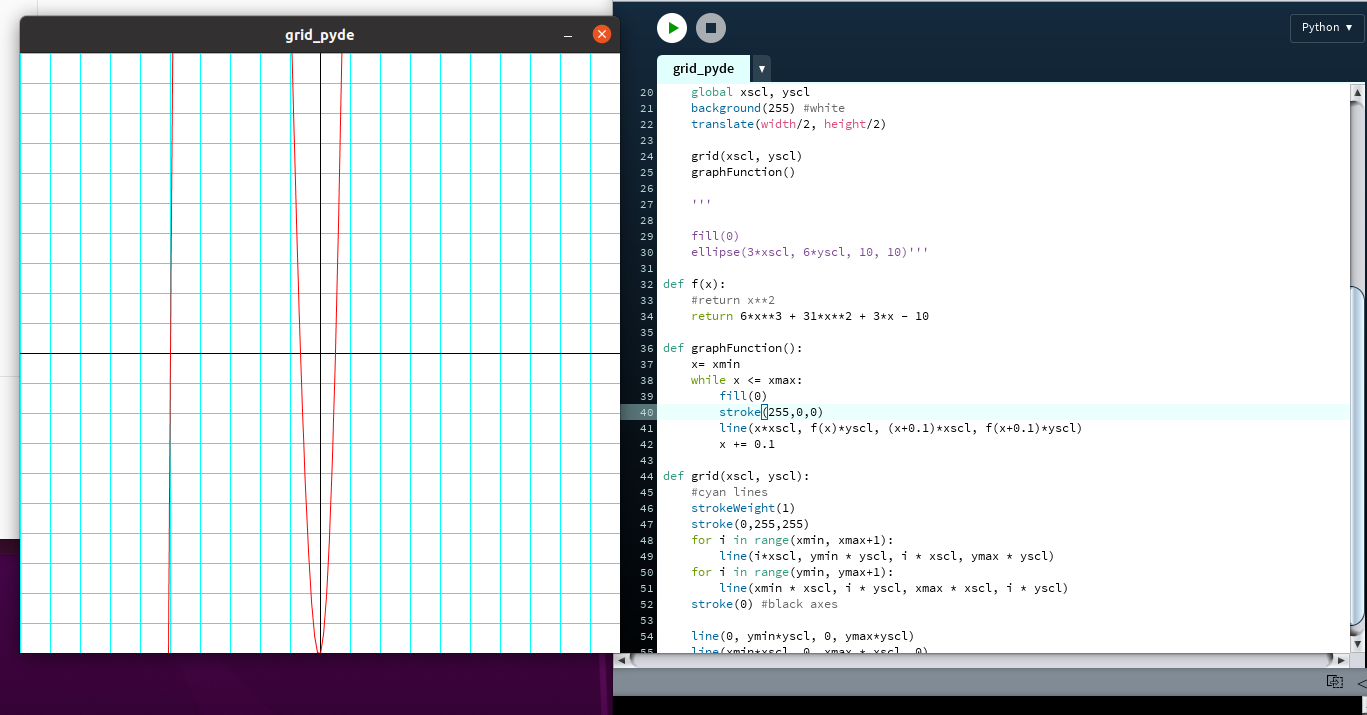 grid_pyde
Python ▼
grid_pyde ▼
20 global xscl, yscl
21 background(255) #white
22 translate(width/2, height/2)
23
24 grid(xscl, yscl)
25 graphFunction()
26
27 '''
28
29 fill(0)
30 ellipse(3*xscl, 6*yscl, 10, 10)'''
31
32 def f(x):
33 #return x**2
34 return 6*x**3 + 31*x**2 + 3*x - 10
35
36 def graphFunction():
37 x= xmin
38 while x <= xmax:
39 fill(0)
40 stroke(255,0,0)
41 line(x*xscl, f(x)*yscl, (x+0.1)*xscl, f(x+0.1)*yscl)
42 x += 0.1
43
44 def grid(xscl, yscl):
45 #cyan lines
46 strokeWeight(1)
47 stroke(0,255,255)
48 for i in range(xmin, xmax+1):
49 line(i*xscl, ymin * yscl, i * xscl, ymax * yscl)
50 for i in range(ymin, ymax+1):
51 line(xmin * xscl, i * yscl, xmax * xscl, i * yscl)
52 stroke(0) #black axes
53
54 line(0, ymin*yscl, 0, ymax*yscl)
55 line(xmin*xscl, 0, xmax * xscl, 0)